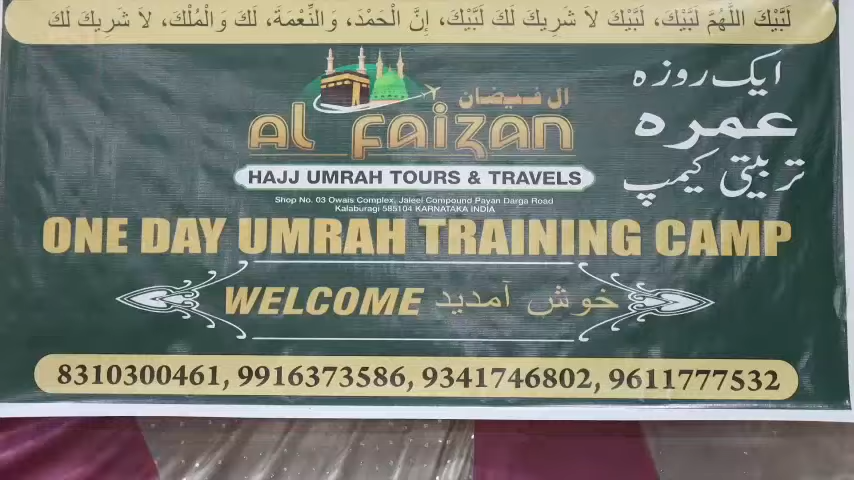 لَبَّيْكَ اللَّهُمَّ لَبَّيْكَ، لَبَّيْكَ لاَ شَرِيكَ لَكَ لَبَّيْكَ، إِنَّ الْحَمْدَ، وَالنِّعْمَةَ، لَكَ وَالْمُلْكَ، لاَ شَرِيكَ لَكَ
ایک روزہ
عمرہ
تربیتی کیمپ
ال فیضان
AL FAIZAN
HAJJ UMRAH TOURS & TRAVELS
Shop No. 03 Owais Complex, Jaleel Compound Payan Darga Road
Kalaburagi 585104 KARNATAKA INDIA
ONE DAY UMRAH TRAINING CAMP
WELCOME خوش آمدید
8310300461, 9916373586, 9341746802, 9611777532